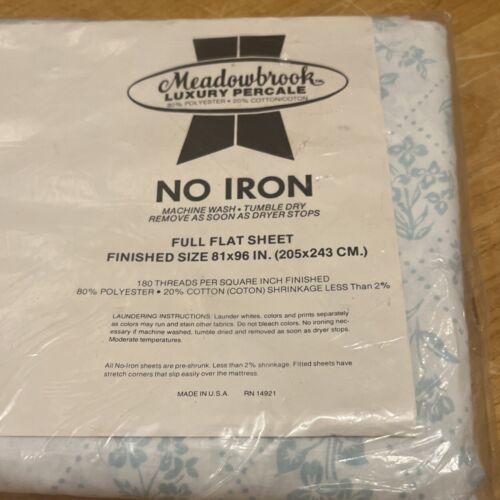 Meadowbrook
LUXURY PERCALE
80% POLYESTER • 20% COTTON/COTON
NO IRON
MACHINE WASH • TUMBLE DRY
REMOVE AS SOON AS DRYER STOPS
FULL FLAT SHEET
FINISHED SIZE 81x96 IN. (205x243 CM.)
180 THREADS PER SQUARE INCH FINISHED
80% POLYESTER • 20% COTTON (COTON) SHRINKAGE LESS Than 2%
LAUNDERING INSTRUCTIONS: Launder whites, colors and prints separately
as colors may run and stain other fabrics. Do not bleach colors. No ironing nec-
essary if machine washed, tumble dried and removed as soon as dryer stops.
Moderate temperatures.
All No-Iron sheets are pre-shrunk. Less than 2% shrinkage. Fitted sheets have
stretch corners that slip easily over the mattress.
MADE IN U.S.A. RN 14921